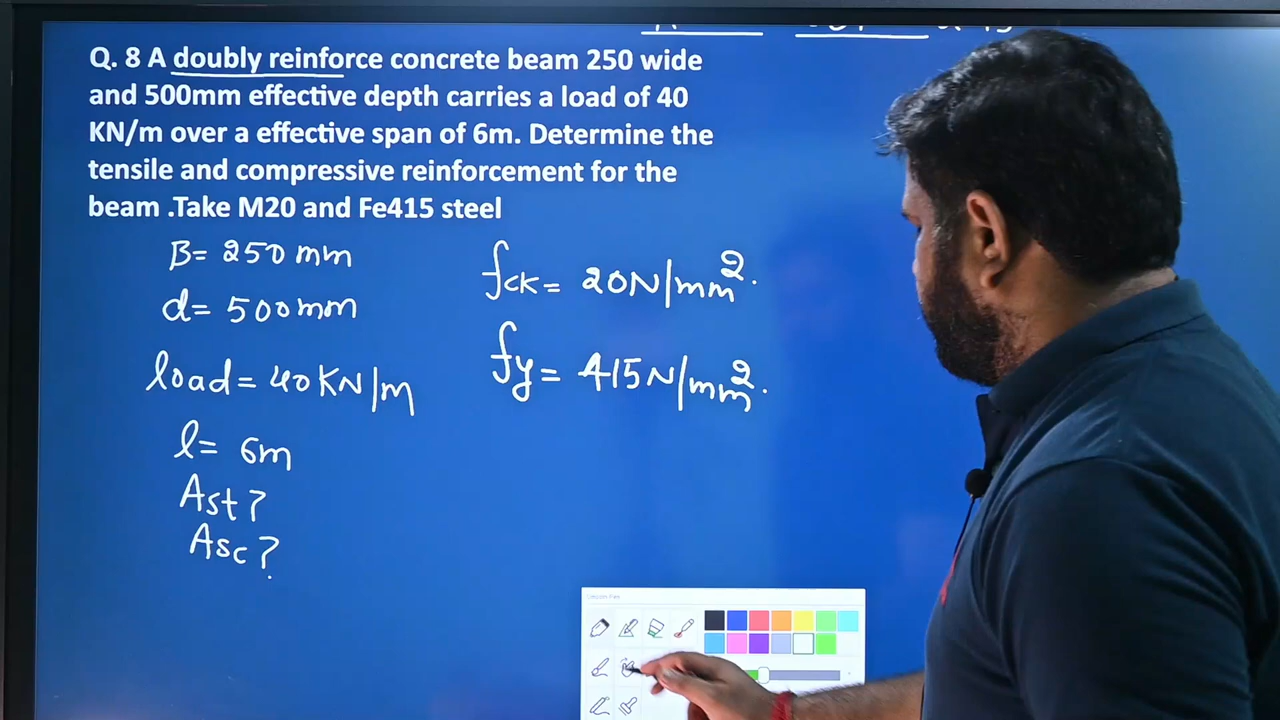 Q. 8 A doubly reinforce concrete beam 250 wide
and 500mm effective depth carries a load of 40
KN/m over a effective span of 6m. Determine the
tensile and compressive reinforcement for the
beam .Take M20 and Fe415 steel
B= 250 mm
fck= 20N/mm².
d= 500mm
load= 40KN/m
fy= 415N/mm².
l= 6m
Ast?
Asc?